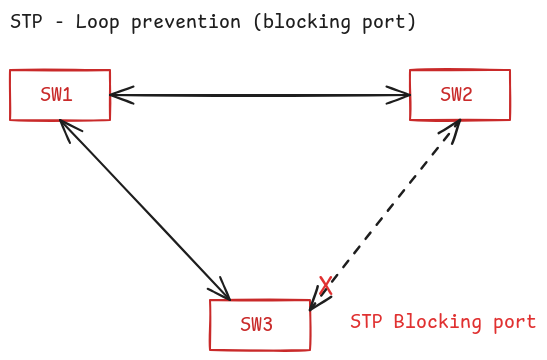 STP - Loop prevention (blocking port)
SW1
SW2
X
SW3
STP Blocking port